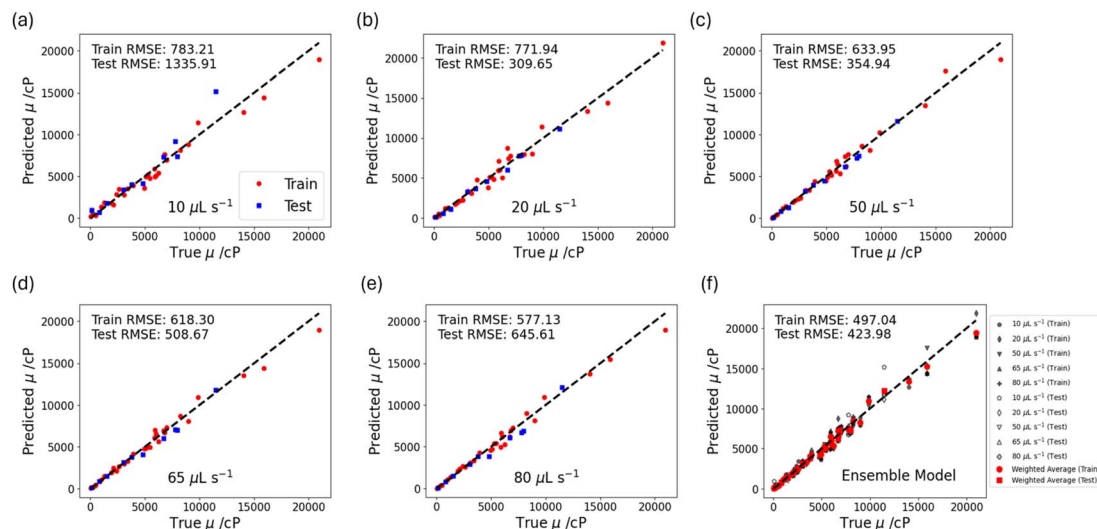 (a)
Train RMSE: 783.21
Test RMSE: 1335.91
Predicted μ /cP
20000
15000
10000
5000
0
Train
Test
10 μL s⁻¹
0 5000 10000 15000 20000
True μ /cP
(b)
Train RMSE: 771.94
Test RMSE: 309.65
Predicted μ /cP
20000
15000
10000
5000
0
20 μL s⁻¹
0 5000 10000 15000 20000
True μ /cP
(c)
Train RMSE: 633.95
Test RMSE: 354.94
Predicted μ /cP
20000
15000
10000
5000
0
50 μL s⁻¹
0 5000 10000 15000 20000
True μ /cP
(d)
Train RMSE: 618.30
Test RMSE: 508.67
Predicted μ /cP
20000
15000
10000
5000
0
65 μL s⁻¹
0 5000 10000 15000 20000
True μ /cP
(e)
Train RMSE: 577.13
Test RMSE: 645.61
Predicted μ /cP
20000
15000
10000
5000
0
80 μL s⁻¹
0 5000 10000 15000 20000
True μ /cP
(f)
Train RMSE: 497.04
Test RMSE: 423.98
Predicted μ /cP
20000
15000
10000
5000
0
Ensemble Model
0 5000 10000 15000 20000
True μ /cP
10 μL s⁻¹ (Train)
20 μL s⁻¹ (Train)
50 μL s⁻¹ (Train)
65 μL s⁻¹ (Train)
80 μL s⁻¹ (Train)
10 μL s⁻¹ (Test)
20 μL s⁻¹ (Test)
50 μL s⁻¹ (Test)
65 μL s⁻¹ (Test)
80 μL s⁻¹ (Test)
Weighted Average (Train)
Weighted Average (Test)